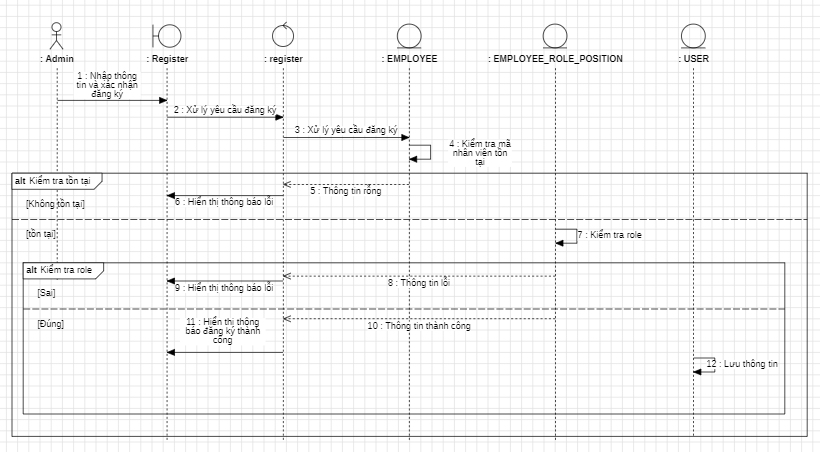 : Admin
: Register
: register
: EMPLOYEE
: EMPLOYEE_ROLE_POSITION
: USER
1 : Nhập thông
tin và xác nhận
đăng ký
2 : Xử lý yêu cầu đăng ký
3 : Xử lý yêu cầu đăng ký
4 : Kiểm tra mã
nhân viên tồn
tại
alt Kiểm tra tồn tại
5 : Thông tin rỗng
6 : Hiển thị thông báo lỗi
[Không tồn tại]
[tồn tại]
7 : Kiểm tra role
alt Kiểm tra role
8 : Thông tin lỗi
9 : Hiển thị thông báo lỗi
[Sai]
[Đúng]
10 : Thông tin thành công
11 : Hiển thị thông
báo đăng ký thành
công
12 : Lưu thông tin